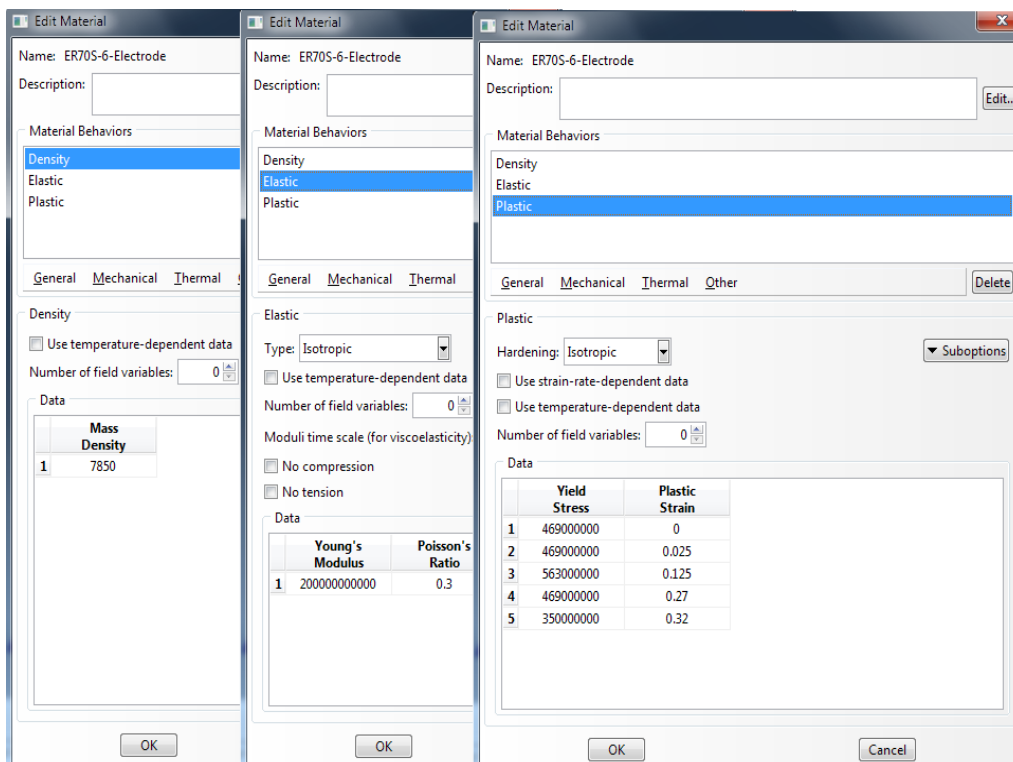 Edit Material
Name: ER70S-6-Electrode
Description:
Material Behaviors
Density
Elastic
Plastic
General Mechanical Thermal
Density
Use temperature-dependent data
Number of field variables: 0
Data
Mass
Density
1 7850
OK
Edit Material
Name: ER70S-6-Electrode
Description:
Material Behaviors
Density
Elastic
Plastic
General Mechanical Thermal
Elastic
Type: Isotropic
Use temperature-dependent data
Number of field variables: 0
Moduli time scale (for viscoelasticity)
No compression
No tension
Data
Young's Poisson's
Modulus Ratio
1 200000000000 0.3
OK
Edit Material
X
Name: ER70S-6-Electrode
Description:
Edit..
Material Behaviors
Density
Elastic
Plastic
General Mechanical Thermal Other Delete
Plastic
Hardening: Isotropic Suboptions
Use strain-rate-dependent data
Use temperature-dependent data
Number of field variables: 0
Data
Yield Plastic
Stress Strain
1 469000000 0
2 469000000 0.025
3 563000000 0.125
4 469000000 0.27
5 350000000 0.32
OK Cancel